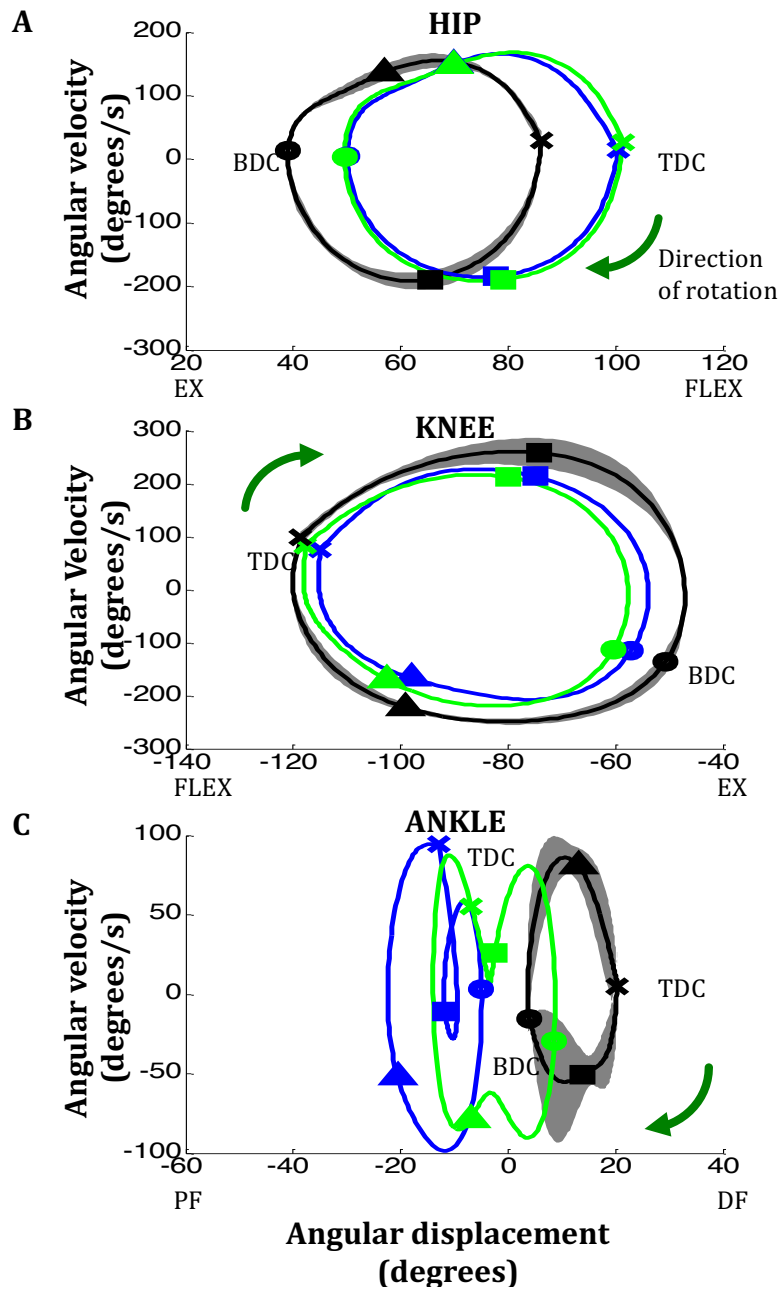 A
HIP
Angular velocity
(degrees/s)
200
100
0
-100
-200
-300
BDC
TDC
Direction
of rotation
20
40
60
80
100
120
EX
FLEX
B
KNEE
Angular Velocity
(degrees/s)
300
200
100
0
-100
-200
-300
TDC
BDC
-140
-120
-100
-80
-60
-40
FLEX
EX
C
ANKLE
Angular velocity
(degrees/s)
100
50
0
-50
-100
TDC
TDC
BDC
-60
-40
-20
0
20
40
PF
DF
Angular displacement
(degrees)